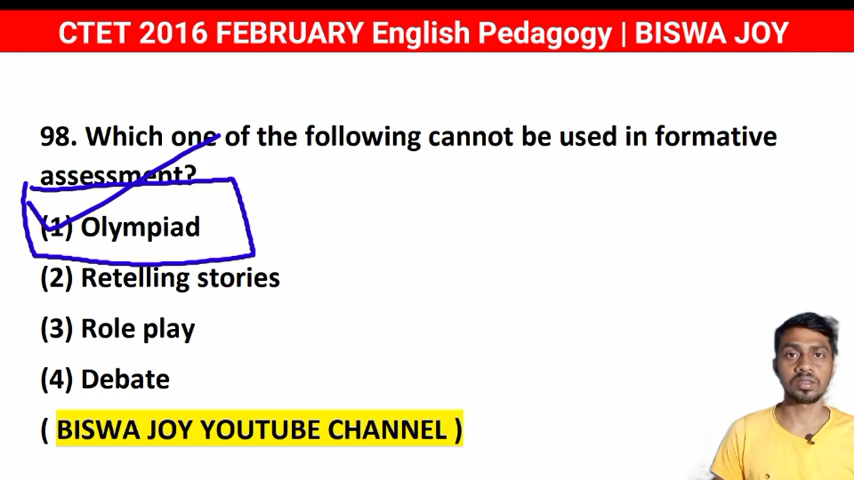 CTET 2016 FEBRUARY English Pedagogy | BISWA JOY
98. Which one of the following cannot be used in formative
assessment?
(1) Olympiad
(2) Retelling stories
(3) Role play
(4) Debate
( BISWA JOY YOUTUBE CHANNEL )